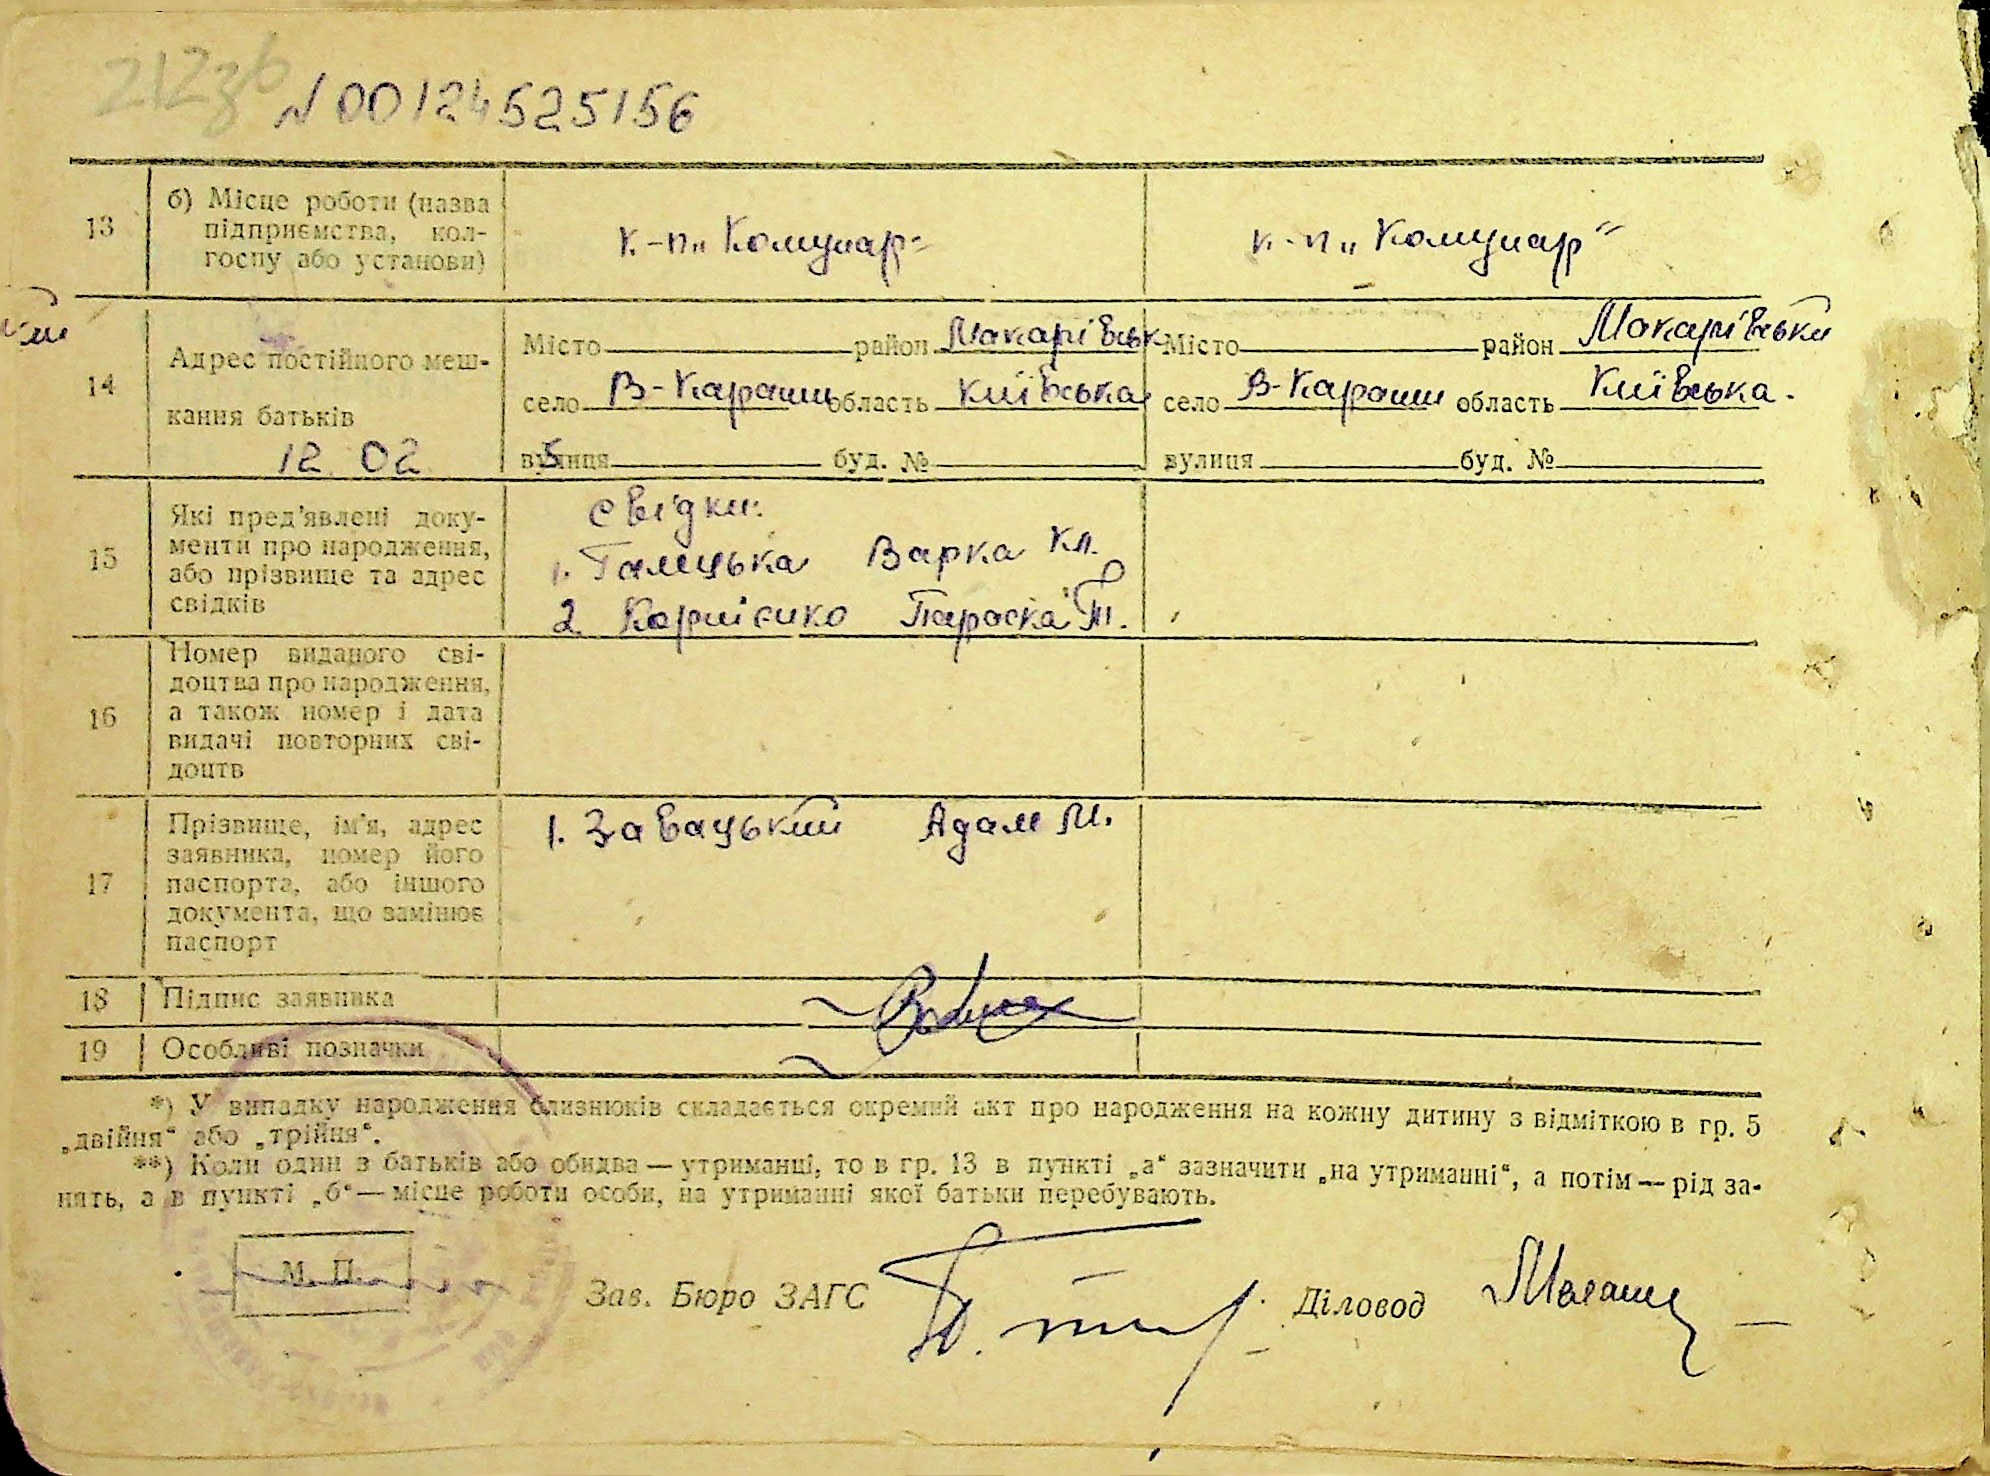 212зв
N 00124525156
13 б) Місце роботи (назва підприємства, кол-
госпу або установи)
к.-п „Комунар" к.-п „Комунар"
14 Адрес постійного меш-
кання батьків
12 02
Місто район Макарівськ Місто район Макарівськи
село В-Караши область Київська село В-Караши область Київська.
вулиця 5 буд. № вулиця буд. №
15 Які пред'явлені доку-
менти про народження,
або прізвище та адрес
свідків
Свідки:
1. Галицька Варка Кл.
2 Корнієнко Параска Т.
16 Номер виданого сві-
доцтва про народження,
а також номер і дата
видачі повторних сві-
доцтв
17 Прізвище, ім'я, адрес
заявника, номер його
паспорта, або іншого
документа, що замінює
паспорт
1. Завацький Адам М.
18 Підпис заявника
19 Особливі позначки
*) У випадку народження близнюків складається окремий акт про народження на кожну дитину з відміткою в гр. 5
„двійня" або „трійня".
**) Коли один з батьків або обидва — утриманці, то в гр. 13 в пункті „а" зазначити „на утриманні", а потім — рід за-
нять, а в пункті „б" — місце роботи особи, на утриманні якої батьки перебувають.
М. П.
Зав. Бюро ЗАГС Діловод